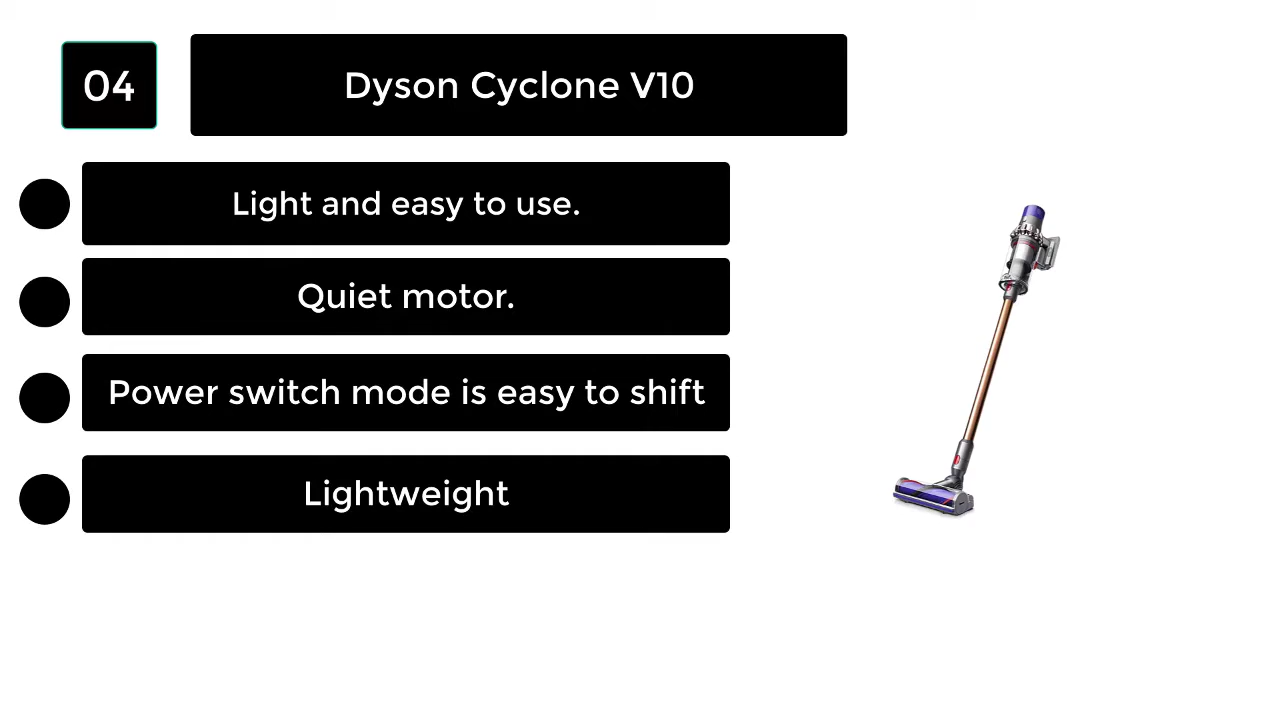 04
Dyson Cyclone V10
Light and easy to use.
Quiet motor.
Power switch mode is easy to shift
Lightweight